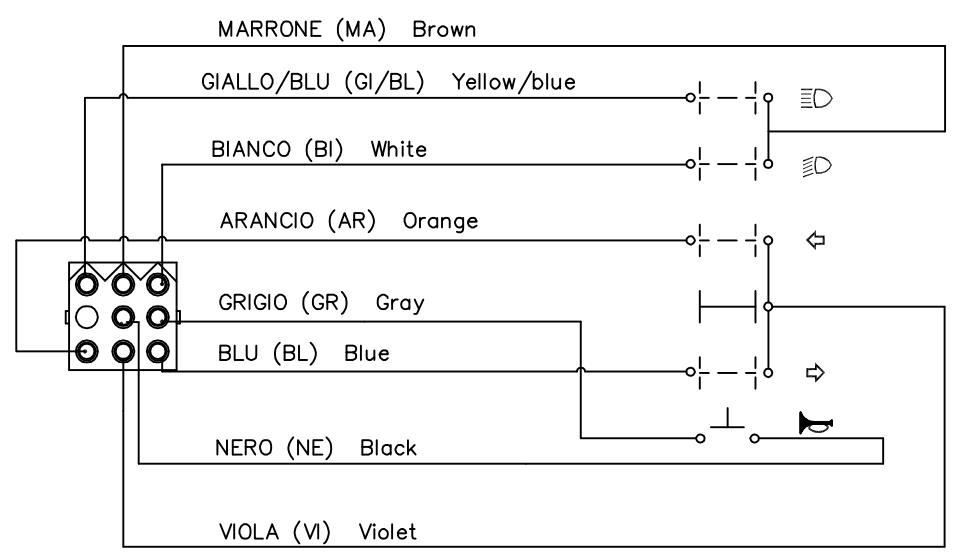 MARRONE (MA) Brown
GIALLO/BLU (GI/BL) Yellow/blue
BIANCO (BI) White
ARANCIO (AR) Orange
GRIGIO (GR) Gray
BLU (BL) Blue
NERO (NE) Black
VIOLA (VI) Violet